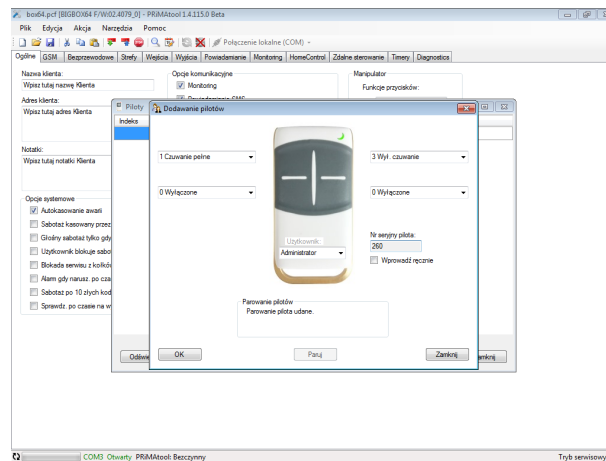 box64.pcf [BIGBOX64 F/W:02.4079_0] - PRiMAtool 1.4.115.0 Beta
Plik Edycja Akcja Narzędzia Pomoc
Połączenie lokalne (COM)
Ogólne GSM Bezprzewodowe Strefy Wejścia Wyjścia Powiadamianie Monitoring HomeControl Zdalne sterowanie Timery Diagnostics
Nazwa klienta: Opcje komunikacyjne Manipulator
Wpisz tutaj nazwę Klienta Monitoring Funkcje przycisków:
Adres klienta:
Wpisz tutaj adres Klienta Piloty Dodawanie pilotów
Indeks
1 Czuwanie pełne 3 Wył. czuwanie
Notatki:
Wpisz tutaj notatki Klienta
0 Wyłączone 0 Wyłączone
Opcje systemowe
Autokasowanie awarii
Sabotaż kasowany przez
Głośny sabotaż tylko gdy
Nr seryjny pilota:
Użytkownik: 260
Użytkownik blokuje sabo
Administrator Wprowadź ręcznie
Blokada serwisu z kołków
Alarm gdy narusz. po cza
Sabotaż po 10 złych kod
Sprawdz. po czasie na w
Parowanie pilotów
Parowanie pilota udane.
Odśwież OK Paruj Zamknij amknij
COM3 Otwarty PRiMAtool: Bezczynny Tryb serwisowy